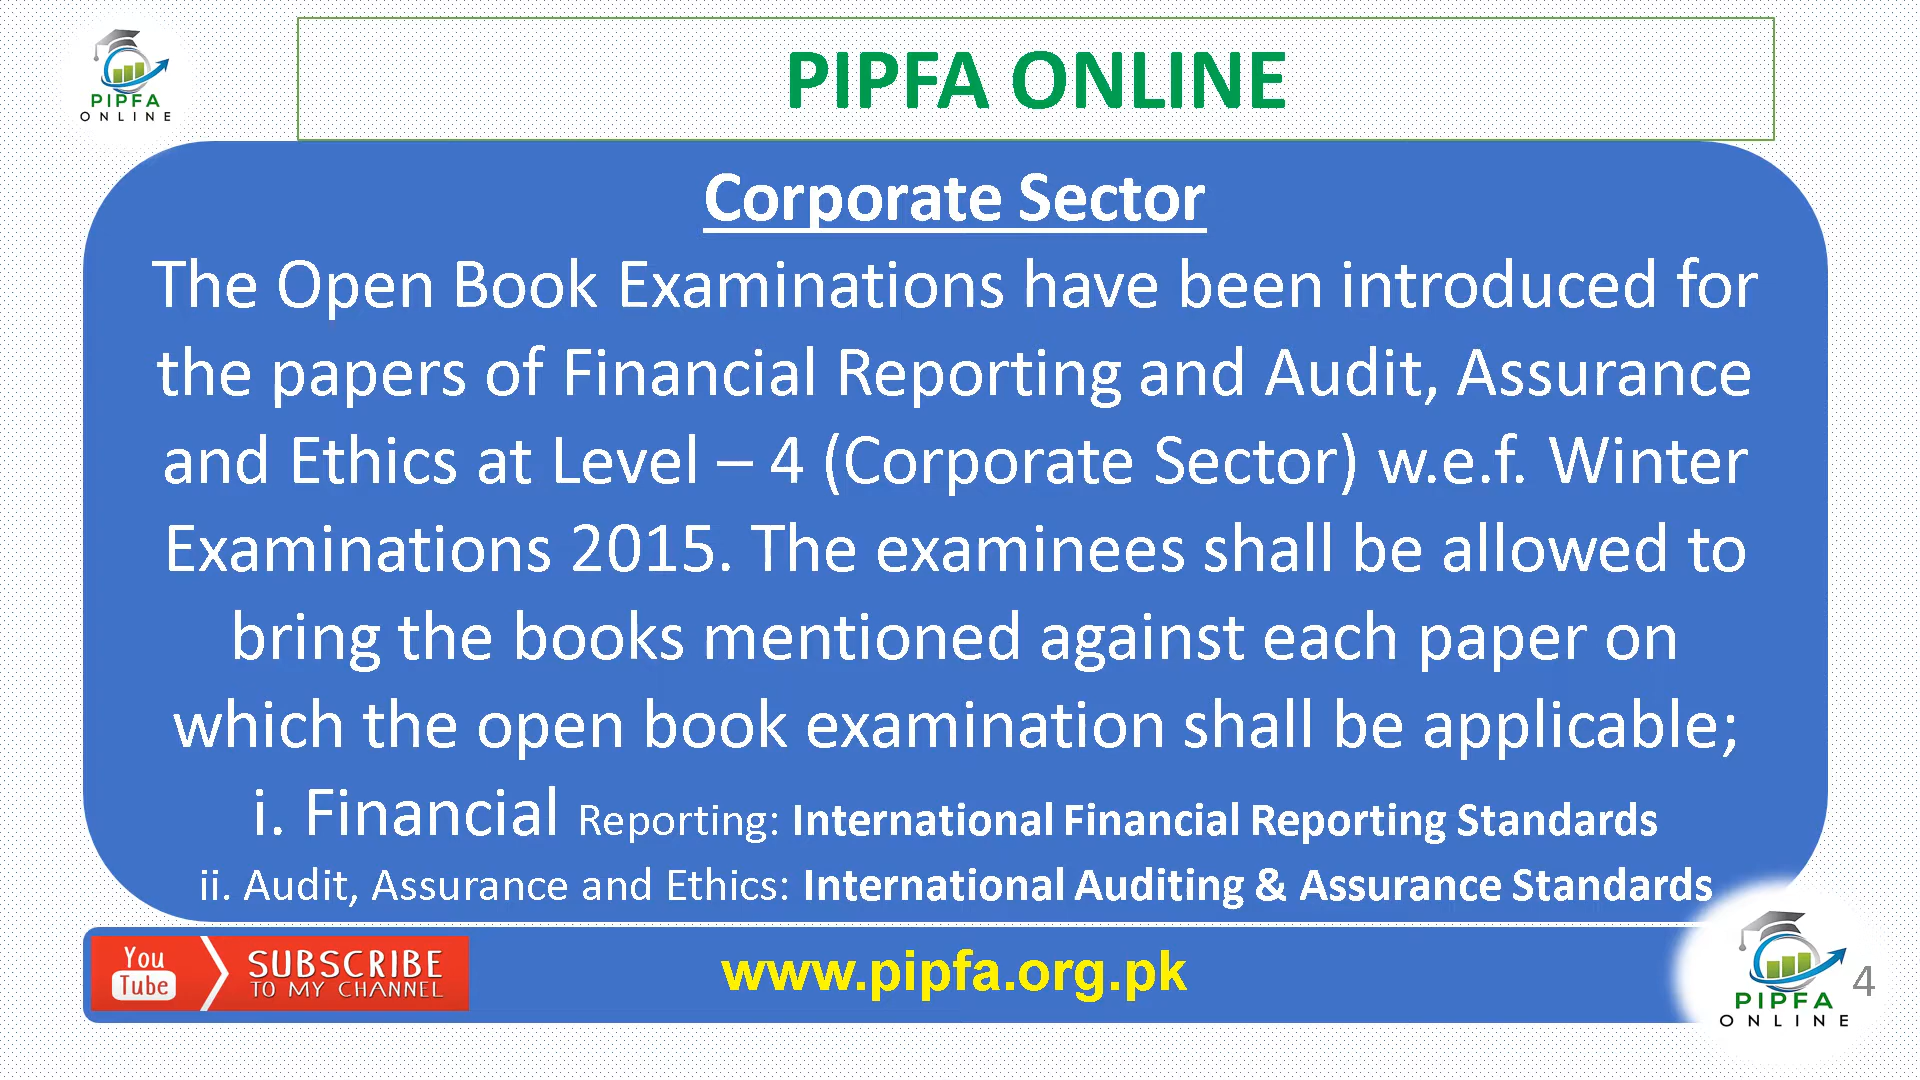 PIPFA
ONLINE
PIPFA ONLINE
Corporate Sector
The Open Book Examinations have been introduced for
the papers of Financial Reporting and Audit, Assurance
and Ethics at Level – 4 (Corporate Sector) w.e.f. Winter
Examinations 2015. The examinees shall be allowed to
bring the books mentioned against each paper on
which the open book examination shall be applicable;
i. Financial Reporting: International Financial Reporting Standards
ii. Audit, Assurance and Ethics: International Auditing & Assurance Standards
You
Tube
SUBSCRIBE
TO MY CHANNEL
www.pipfa.org.pk
PIPFA
ONLINE
4